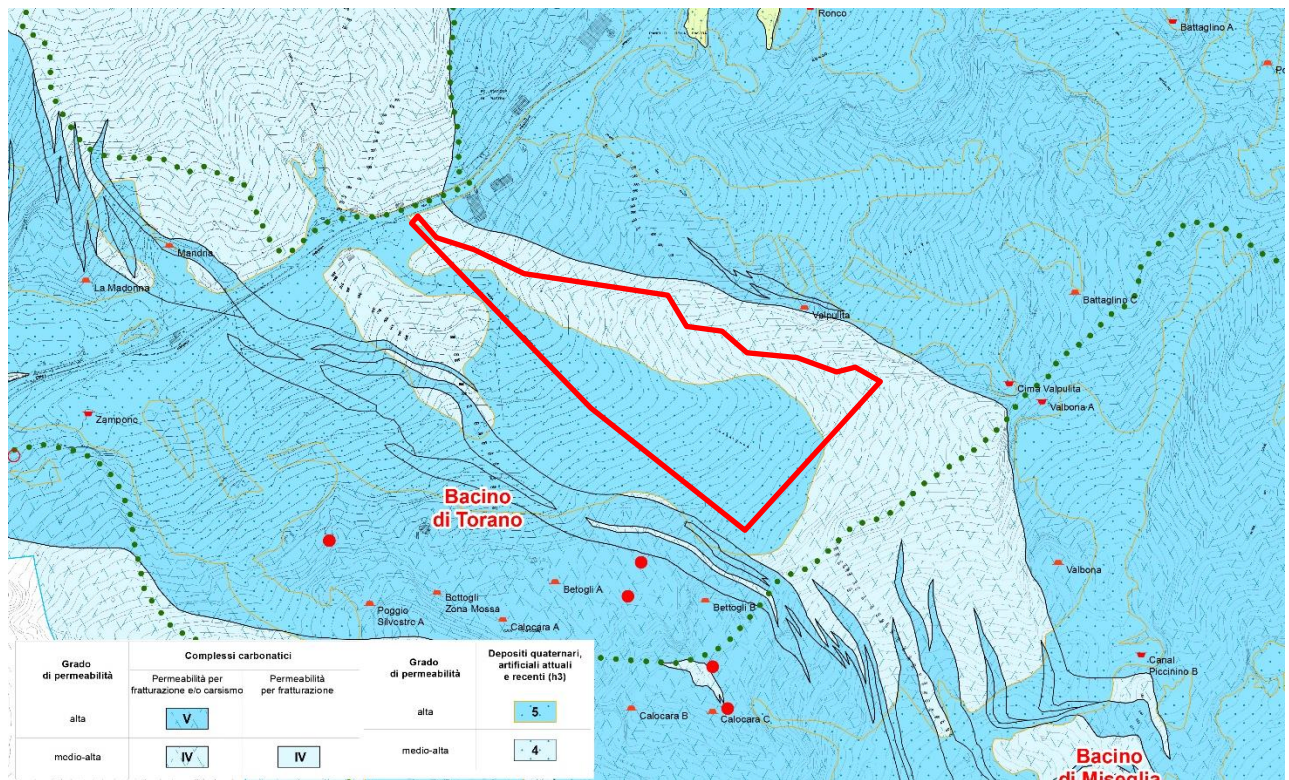 Ronco
Battaglino A
Mandria
La Madonna
Battaglino C
Valpulita
Cima Valpulita
Valbona A
Zampone
Bacino
di Torano
Valbona
Betogli A
Bottogli
Zona Mossa
Bettogli B
Poggio
Silvestro A
Calocara A
Canal
Piccinino B
Calocara B
Calocara C
Bacino
di Miseglia
Grado
di permeabilità
Complessi carbonatici
Permeabilità per
fratturazione e/o carsismo
Permeabilità
per fratturazione
alta
V
medio-alta
IV
IV
Grado
di permeabilità
Depositi quaternari,
artificiali attuali
e recenti (h3)
alta
5
medio-alta
4